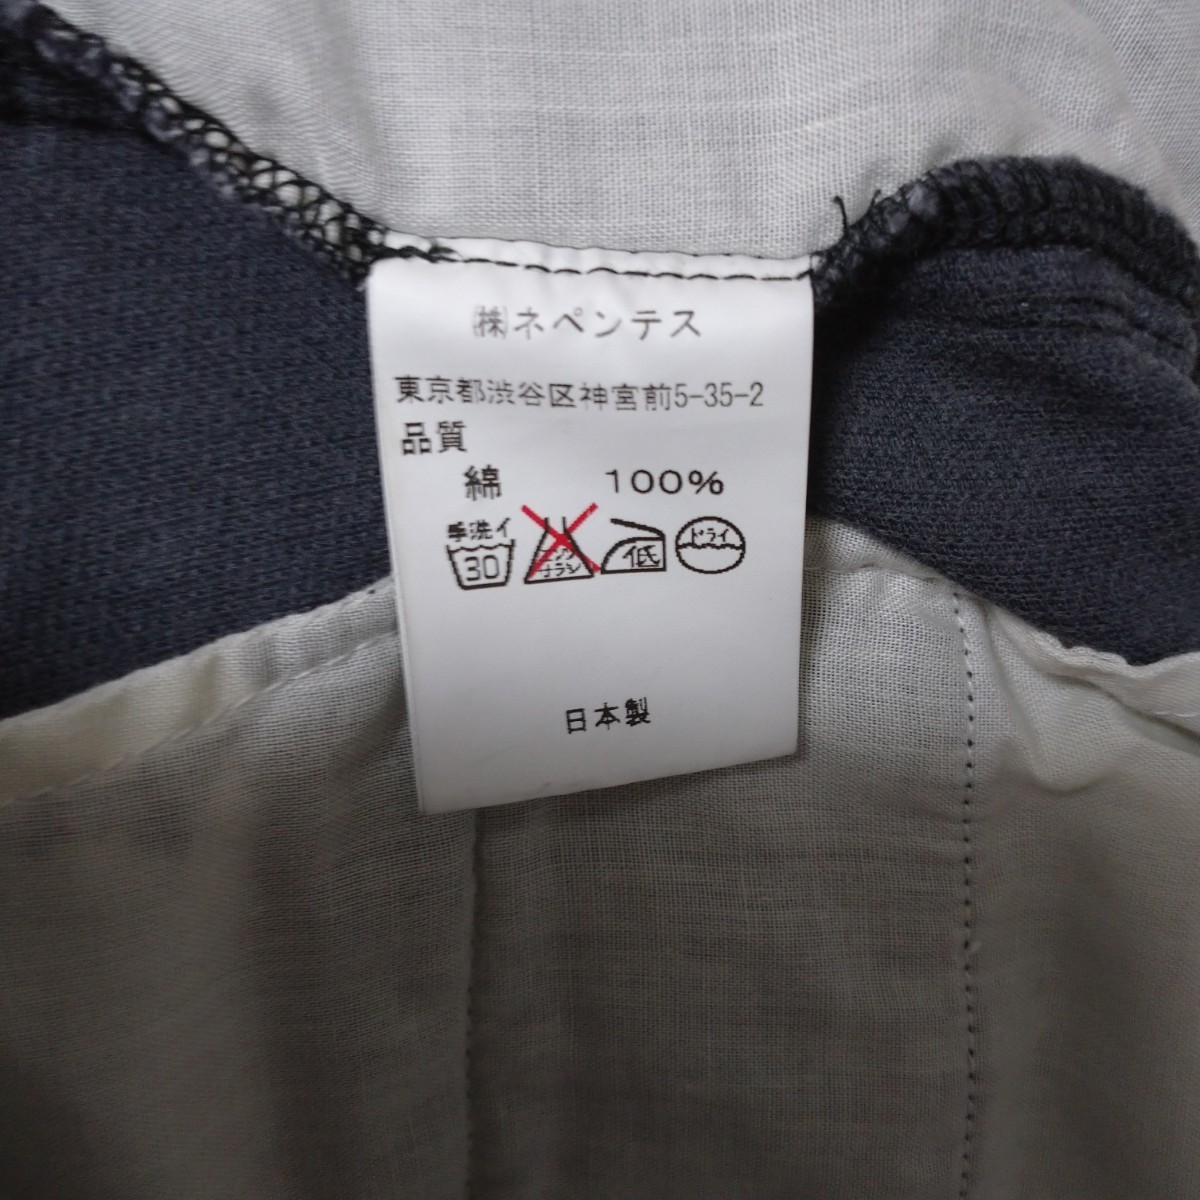 ㈱ネペンテス
東京都渋谷区神宮前5-35-2
品質
綿 100%
手洗イ
30
エンソ
サラシ
低
ドライ
日本製